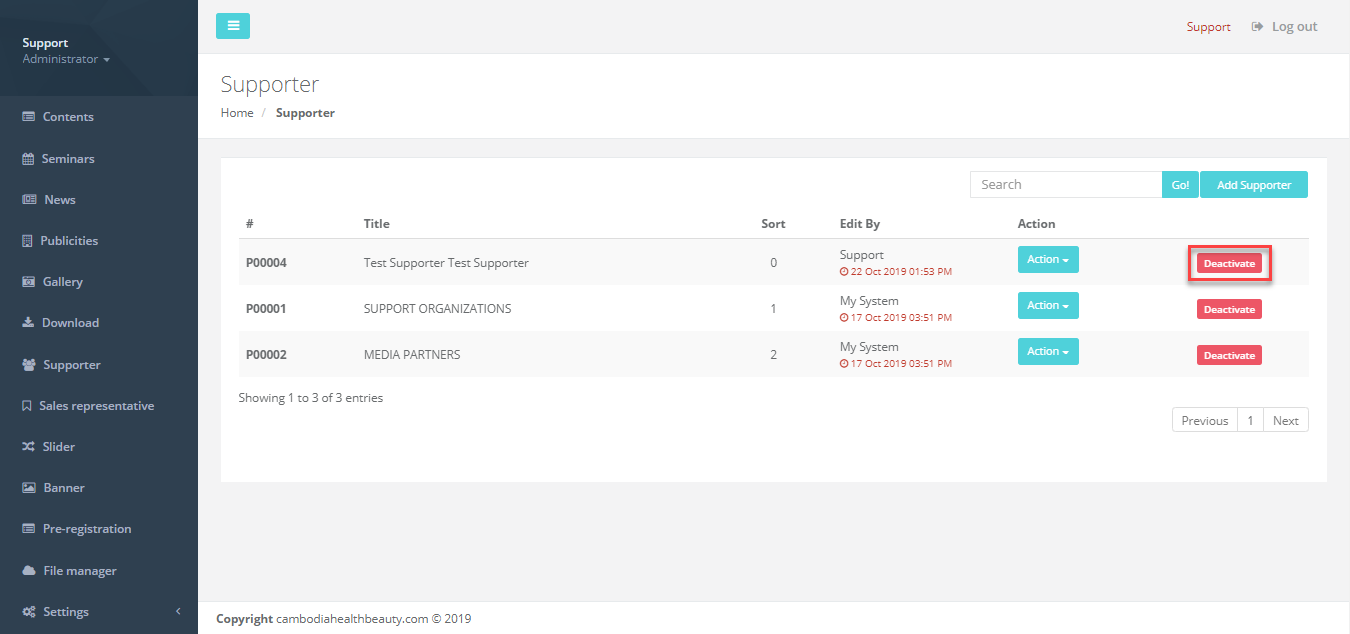 Support
Administrator
Contents
Seminars
News
Publicities
Gallery
Download
Supporter
Sales representative
Slider
Banner
Pre-registration
File manager
Settings
Support Log out
Supporter
Home / Supporter
Search Go! Add Supporter
# Title Sort Edit By Action
P00004 Test Supporter Test Supporter 0 Support Action Deactivate
22 Oct 2019 01:53 PM
P00001 SUPPORT ORGANIZATIONS 1 My System Action Deactivate
17 Oct 2019 03:51 PM
P00002 MEDIA PARTNERS 2 My System Action Deactivate
17 Oct 2019 03:51 PM
Showing 1 to 3 of 3 entries
Previous 1 Next
Copyright cambodiahealthbeauty.com © 2019